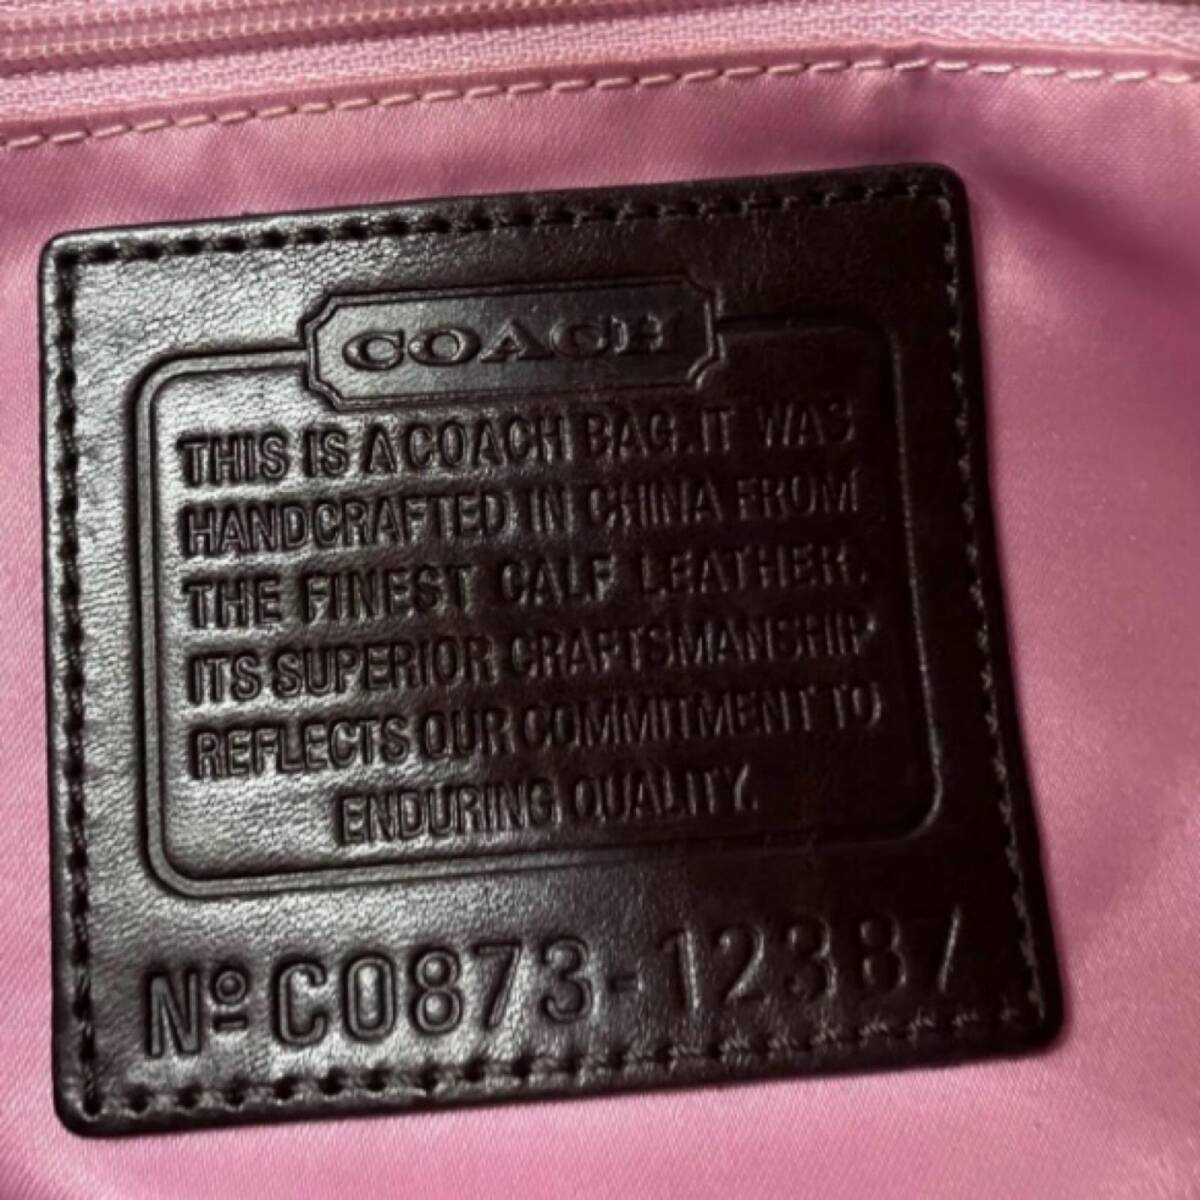 COACH
THIS IS A COACH BAG. IT WAS
HANDCRAFTED IN CHINA FROM
THE FINEST CALF LEATHER.
ITS SUPERIOR CRAFTSMANSHIP
REFLECTS OUR COMMITMENT TO
ENDURING QUALITY.
Nº C0873-12387